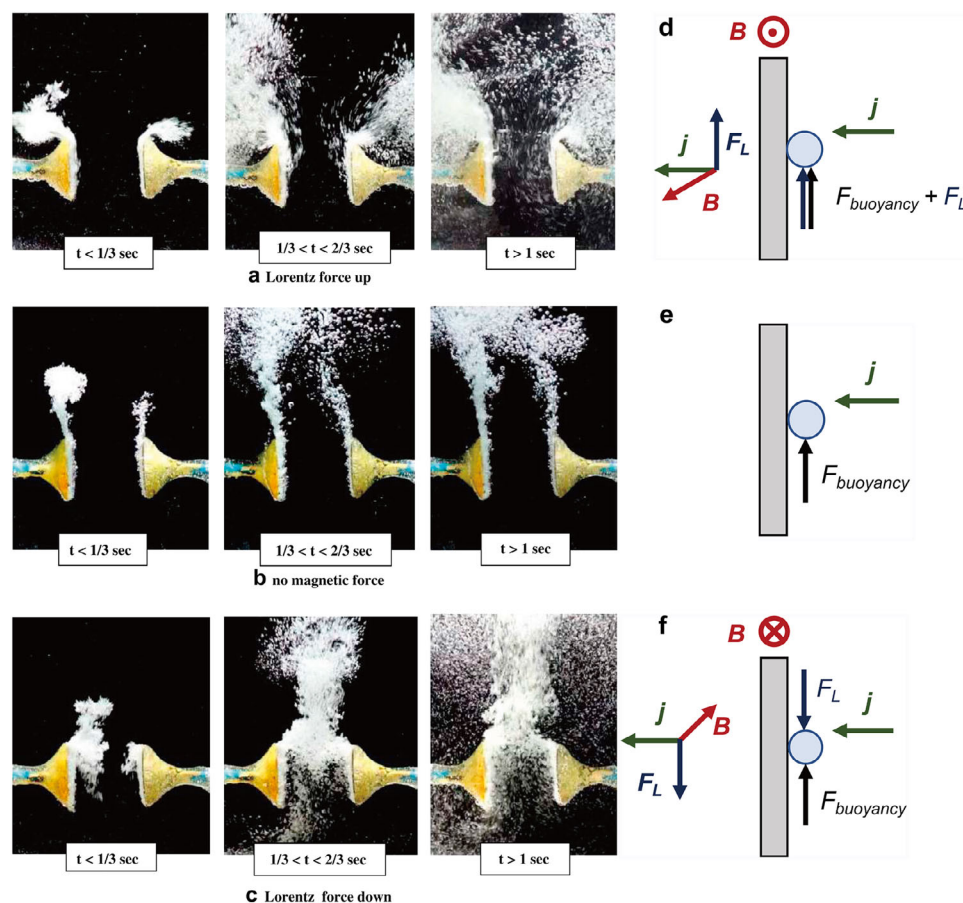 t < 1/3 sec
1/3 < t < 2/3 sec
t > 1 sec
a Lorentz force up
d
B
j
F_L
B
j
F_buoyancy + F_L
t < 1/3 sec
1/3 < t < 2/3 sec
t > 1 sec
b no magnetic force
e
j
F_buoyancy
t < 1/3 sec
1/3 < t < 2/3 sec
t > 1 sec
c Lorentz force down
f
B
j
B
F_L
F_L
j
F_buoyancy